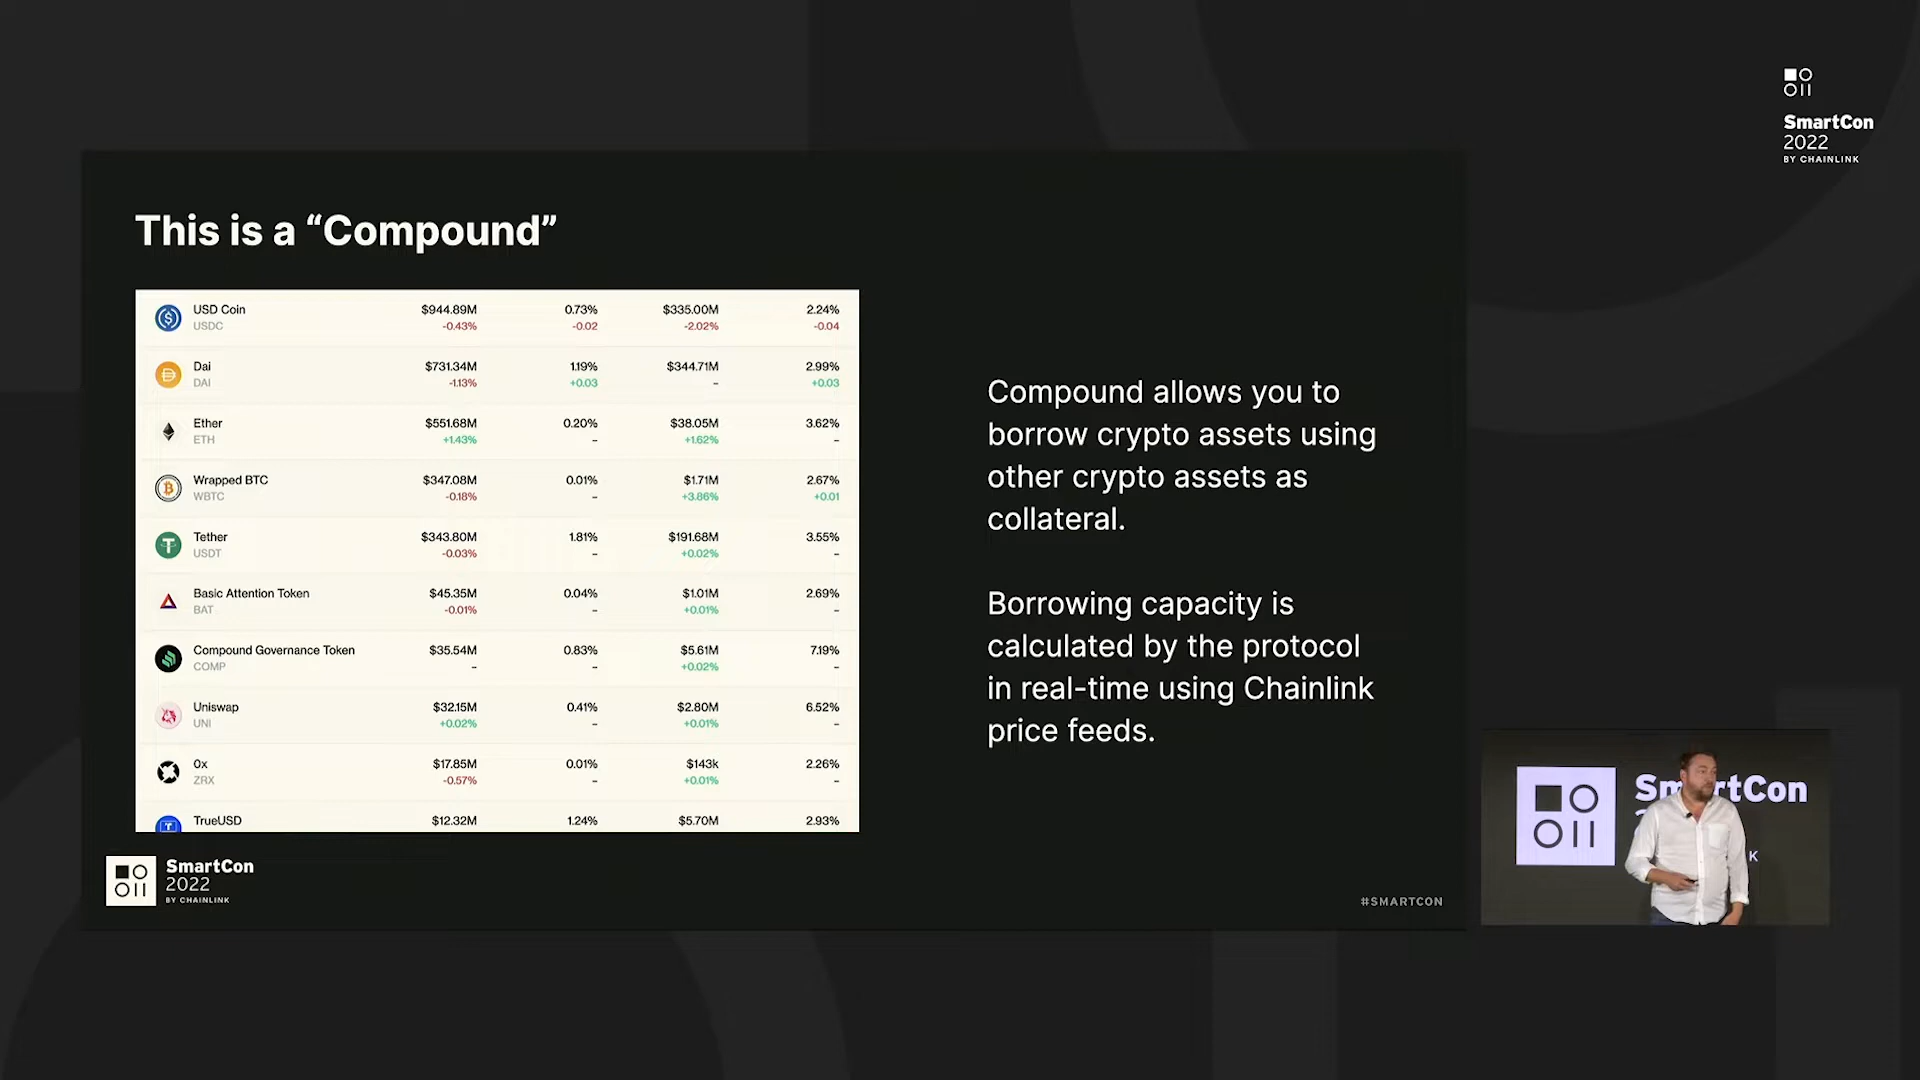 SmartCon
2022
BY CHAINLINK
This is a “Compound”
USD Coin $944.89M 0.73% $335.00M 2.24%
USDC -0.43% -0.02 -2.02% -0.04
Dai $731.34M 1.19% $344.71M 2.99%
DAI -1.13% +0.03 – +0.03
Ether $551.68M 0.20% $38.05M 3.62%
ETH +1.43% – +1.62% –
Wrapped BTC $347.08M 0.01% $1.71M 2.67%
WBTC -0.18% – +3.86% +0.01
Tether $343.80M 1.81% $191.68M 3.55%
USDT -0.03% – +0.02% –
Basic Attention Token $45.35M 0.04% $1.01M 2.69%
BAT -0.01% – +0.01% –
Compound Governance Token $35.54M 0.83% $5.61M 7.19%
COMP – – +0.02% –
Uniswap $32.15M 0.41% $2.80M 6.52%
UNI +0.02% – +0.01% –
0x $17.85M 0.01% $143k 2.26%
ZRX -0.57% – +0.01% –
TrueUSD $12.32M 1.24% $5.70M 2.93%
Compound allows you to
borrow crypto assets using
other crypto assets as
collateral.
Borrowing capacity is
calculated by the protocol
in real-time using Chainlink
price feeds.
SmartCon
2022
BY CHAINLINK
#SMARTCON